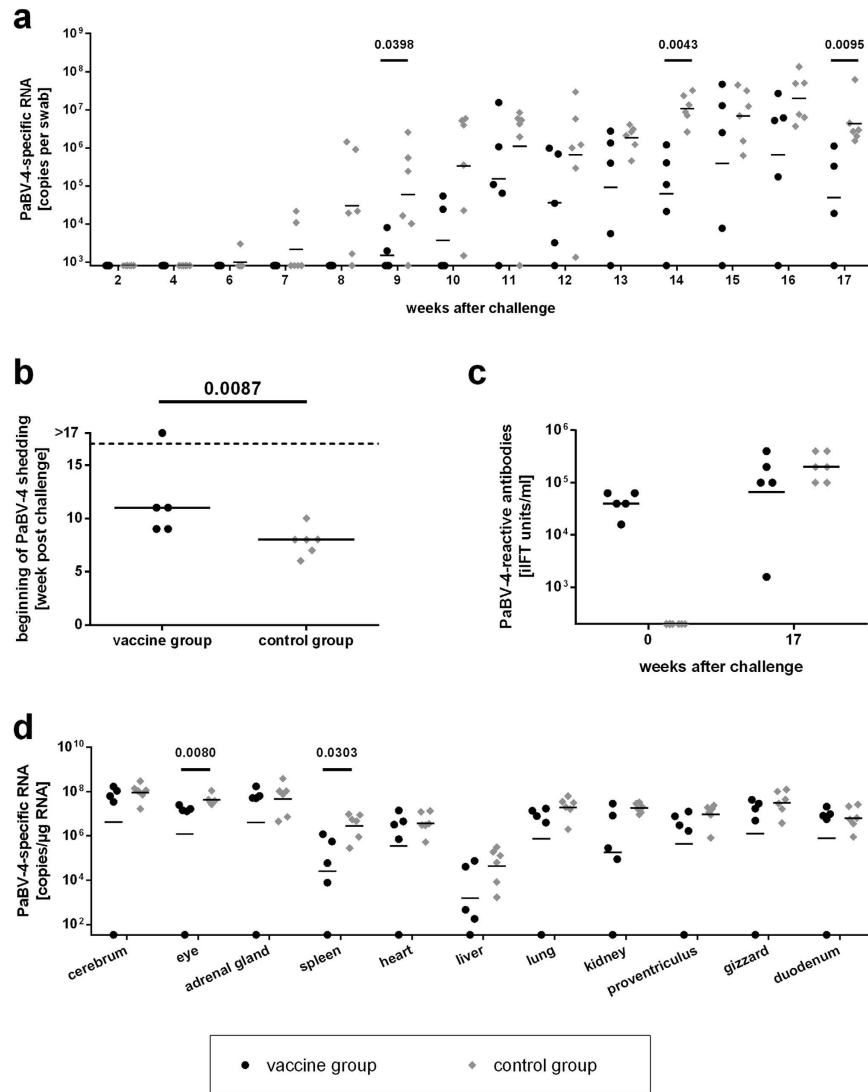 a
PaBV-4-specific RNA
[copies per swab]
10⁹
10⁸
10⁷
10⁶
10⁵
10⁴
10³
0.0398
0.0043
0.0095
2 4 6 7 8 9 10 11 12 13 14 15 16 17
weeks after challenge
b
beginning of PaBV-4 shedding
[week post challenge]
0.0087
>17
15
10
5
0
vaccine group control group
c
PaBV-4-reactive antibodies
[iIFT units/ml]
10⁶
10⁵
10⁴
10³
0 17
weeks after challenge
d
PaBV-4-specific RNA
[copies/µg RNA]
10¹⁰
10⁸
10⁶
10⁴
10²
0.0080
0.0303
cerebrum eye adrenal gland spleen heart liver lung kidney proventriculus gizzard duodenum
vaccine group control group